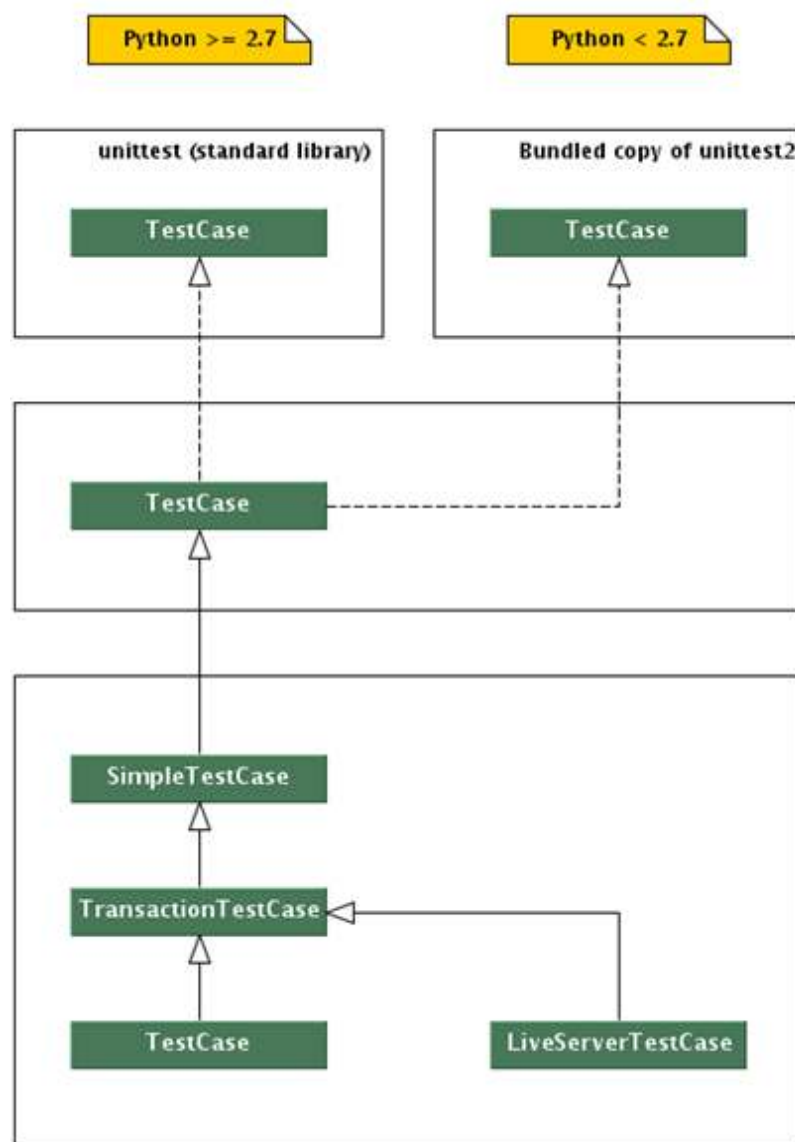 Python >= 2.7
Python < 2.7
unittest (standard library)
Bundled copy of unittest2
TestCase
TestCase
TestCase
SimpleTestCase
TransactionTestCase
TestCase
LiveServerTestCase